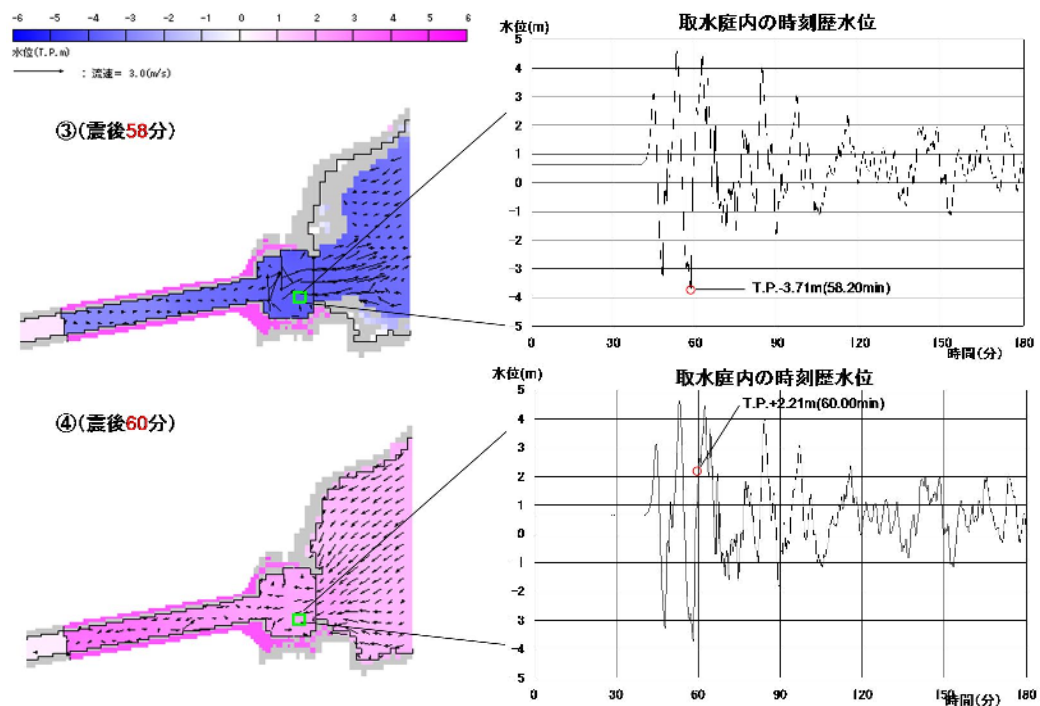 -6 -5 -4 -3 -2 -1 0 1 2 3 4 5 6
水位(T.P.m)
: 流速= 3.0(m/s)
③(震後58分)
水位(m)
取水庭内の時刻歴水位
5
4
3
2
1
0
-1
-2
-3
-4
5
T.P.-3.71m(58.20min)
0 30 60 90 120 150 180
時間(分)
④(震後60分)
水位(m)
取水庭内の時刻歴水位
T.P.+2.21m(60.00min)
5
4
3
2
1
0
-1
-2
3
-4
5
0 30 60 90 120 150 180
時間(分)